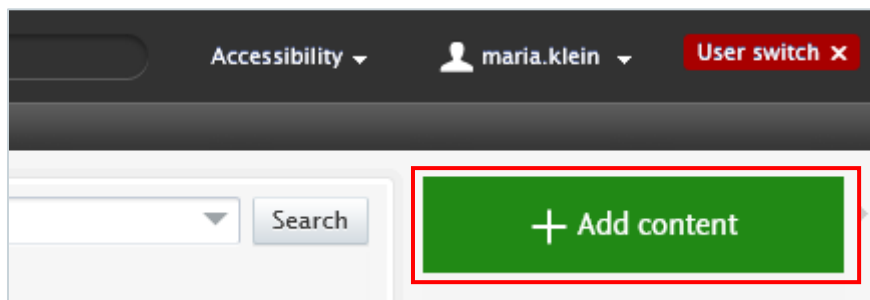 Accessibility maria.klein User switch ×
Search + Add content